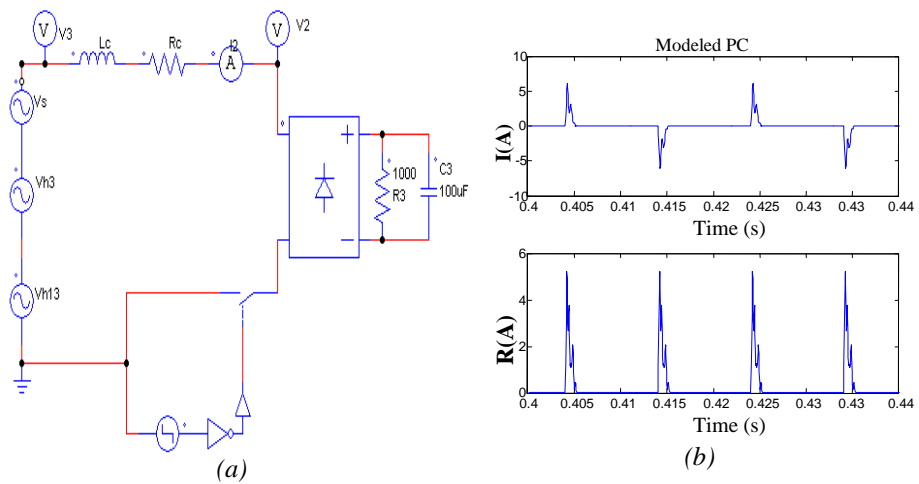 V3
Lc
Rc
I2
V2
V
A
V
Vs
Vh3
Vh13
+
−
1000
R3
C3
100uF
(a)
Modeled PC
I(A)
10
5
0
-5
-10
0.4 0.405 0.41 0.415 0.42 0.425 0.43 0.435 0.44
Time (s)
R(A)
6
4
2
0
0.4 0.405 0.41 0.415 0.42 0.425 0.43 0.435 0.44
Time (s)
(b)